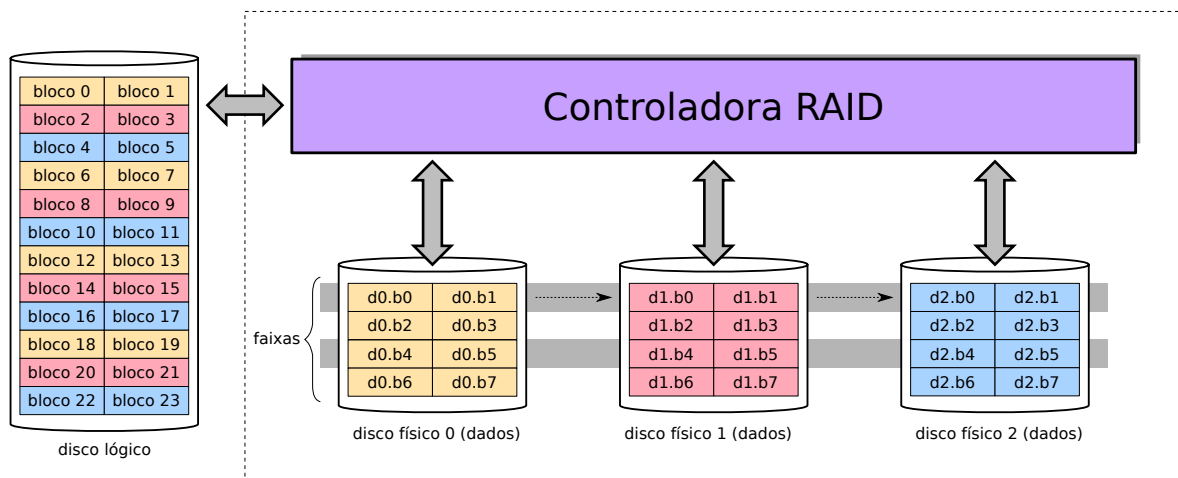 Controladora RAID
bloco 0 bloco 1
bloco 2 bloco 3
bloco 4 bloco 5
bloco 6 bloco 7
bloco 8 bloco 9
bloco 10 bloco 11
bloco 12 bloco 13
bloco 14 bloco 15
bloco 16 bloco 17
bloco 18 bloco 19
bloco 20 bloco 21
bloco 22 bloco 23
disco lógico
faixas
d0.b0 d0.b1
d0.b2 d0.b3
d0.b4 d0.b5
d0.b6 d0.b7
disco físico 0 (dados)
d1.b0 d1.b1
d1.b2 d1.b3
d1.b4 d1.b5
d1.b6 d1.b7
disco físico 1 (dados)
d2.b0 d2.b1
d2.b2 d2.b3
d2.b4 d2.b5
d2.b6 d2.b7
disco físico 2 (dados)